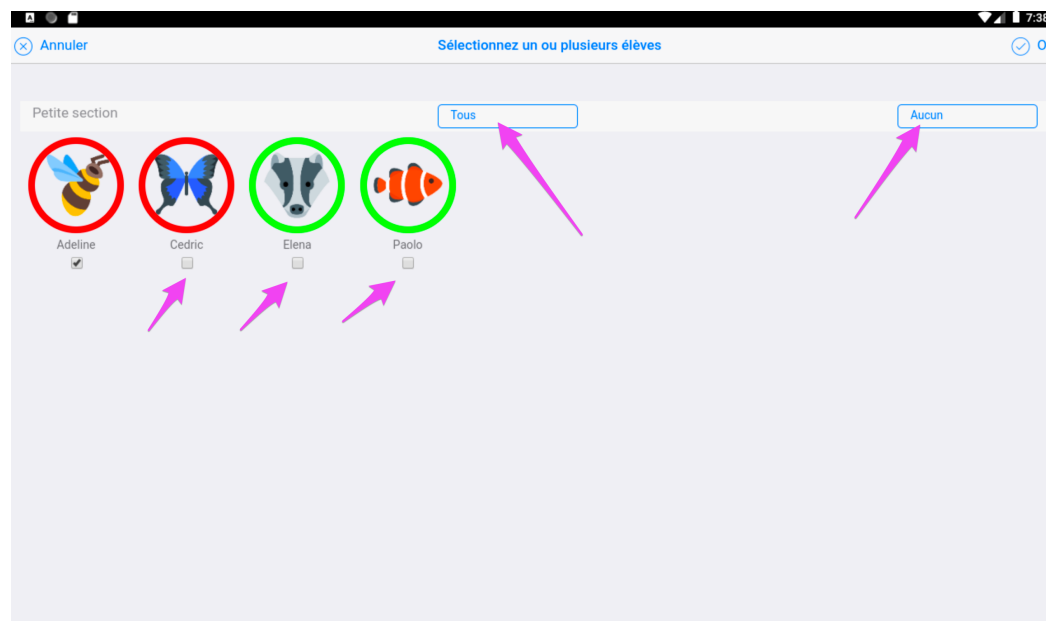 7:38
Annuler
Sélectionnez un ou plusieurs élèves
Petite section
Tous
Aucun
Adeline
Cedric
Elena
Paolo